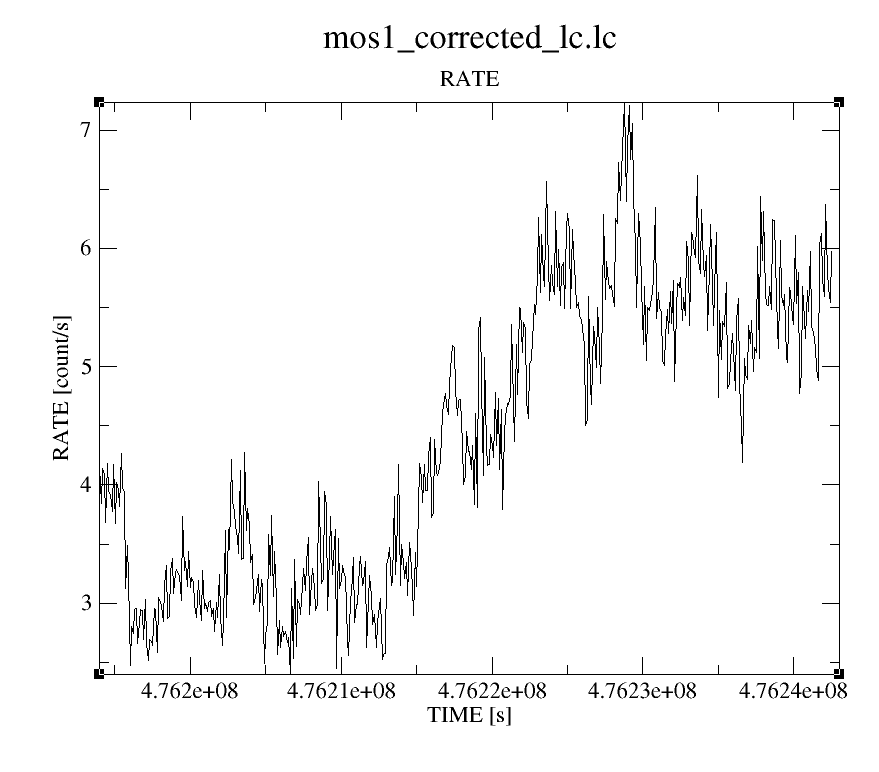 mos1_corrected_lc.lc
RATE
7
6
5
4
3
RATE [count/s]
4.762e+08 4.7621e+08 4.7622e+08 4.7623e+08 4.7624e+08
TIME [s]